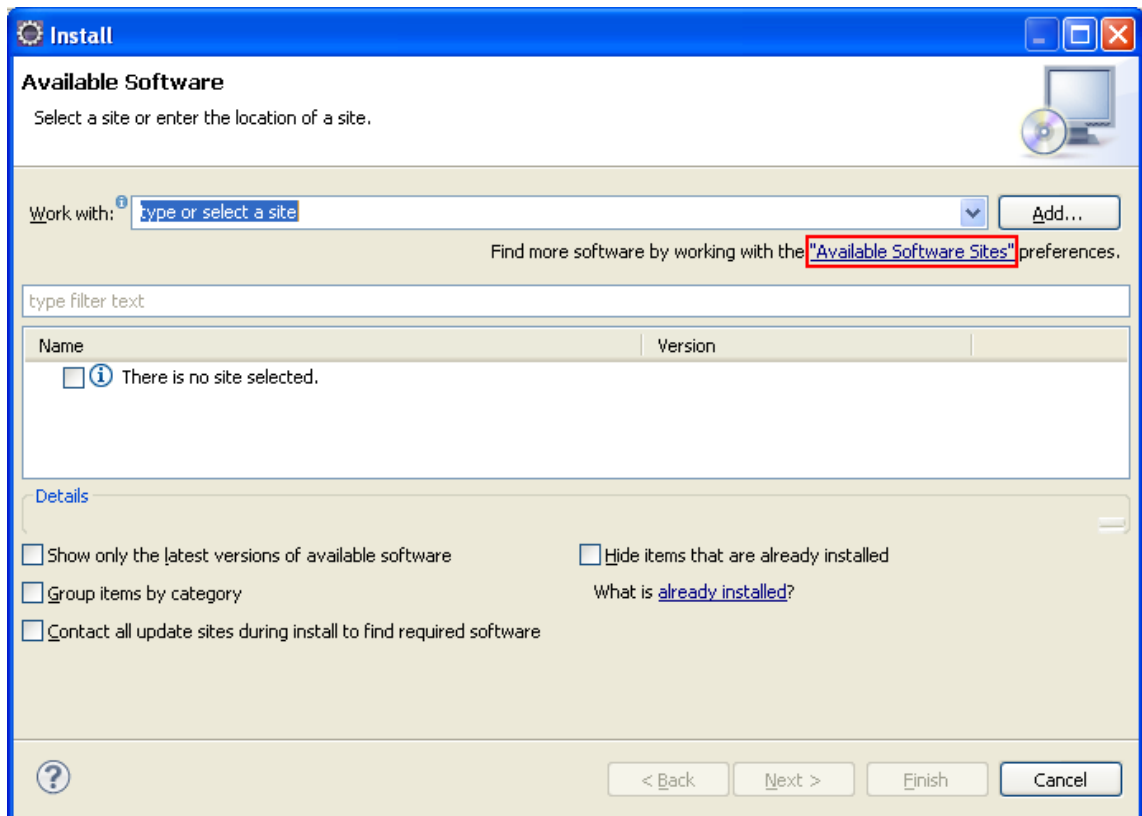 Install
Available Software
Select a site or enter the location of a site.
Work with: type or select a site Add...
Find more software by working with the "Available Software Sites" preferences.
type filter text
Name Version
There is no site selected.
Details
Show only the latest versions of available software Hide items that are already installed
Group items by category What is already installed?
Contact all update sites during install to find required software
< Back Next > Finish Cancel